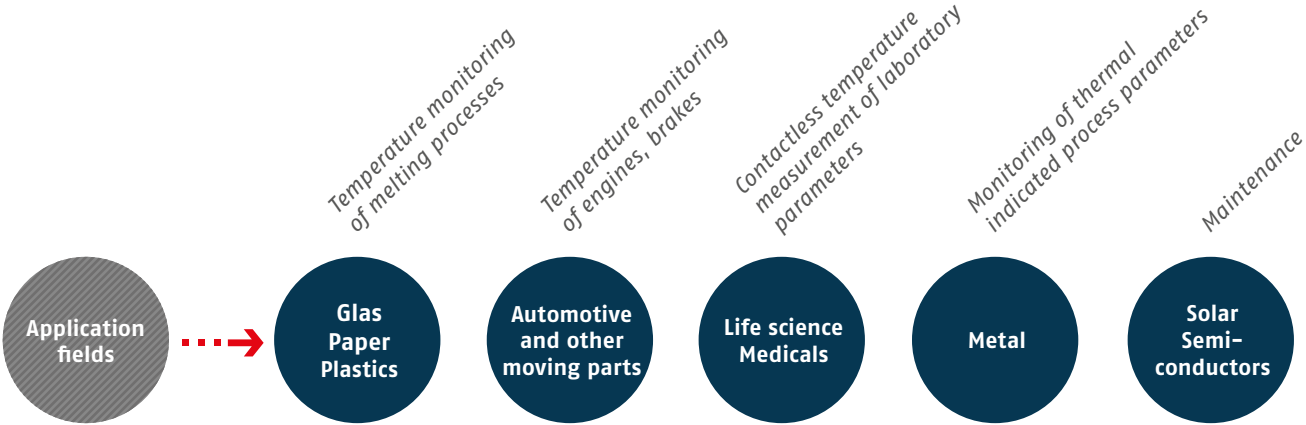 Temperature monitoring
of melting processes
Temperature monitoring
of engines, brakes
Contactless temperature
measurement of laboratory
parameters
Monitoring of thermal
indicated process parameters
Maintenance
Application
fields
Glas
Paper
Plastics
Automotive
and other
moving parts
Life science
Medicals
Metal
Solar
Semi-
conductors